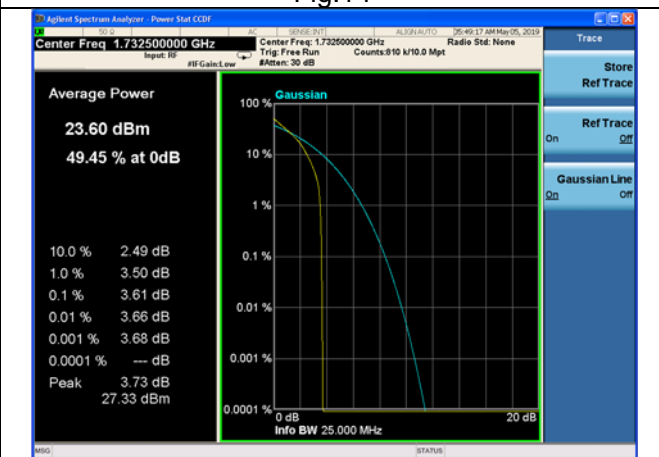 Agilent Spectrum Analyzer - Power Stat CCDF
50 Ω AC SENSE:INT ALIGN AUTO 05:49:17 AM May 05, 2019
Center Freq 1.732500000 GHz
Input: RF
#IFGain:Low
Center Freq: 1.732500000 GHz
Trig: Free Run Counts:810 k/10.0 Mpt
#Atten: 30 dB
Radio Std: None
Trace
Store
Ref Trace
Ref Trace
On Off
Gaussian Line
On Off
Average Power
23.60 dBm
49.45 % at 0dB
10.0 % 2.49 dB
1.0 % 3.50 dB
0.1 % 3.61 dB
0.01 % 3.66 dB
0.001 % 3.68 dB
0.0001 % --- dB
Peak 3.73 dB
27.33 dBm
Gaussian
100 %
10 %
1 %
0.1 %
0.01 %
0.001 %
0.0001 %
0 dB 20 dB
Info BW 25.000 MHz
MSG STATUS